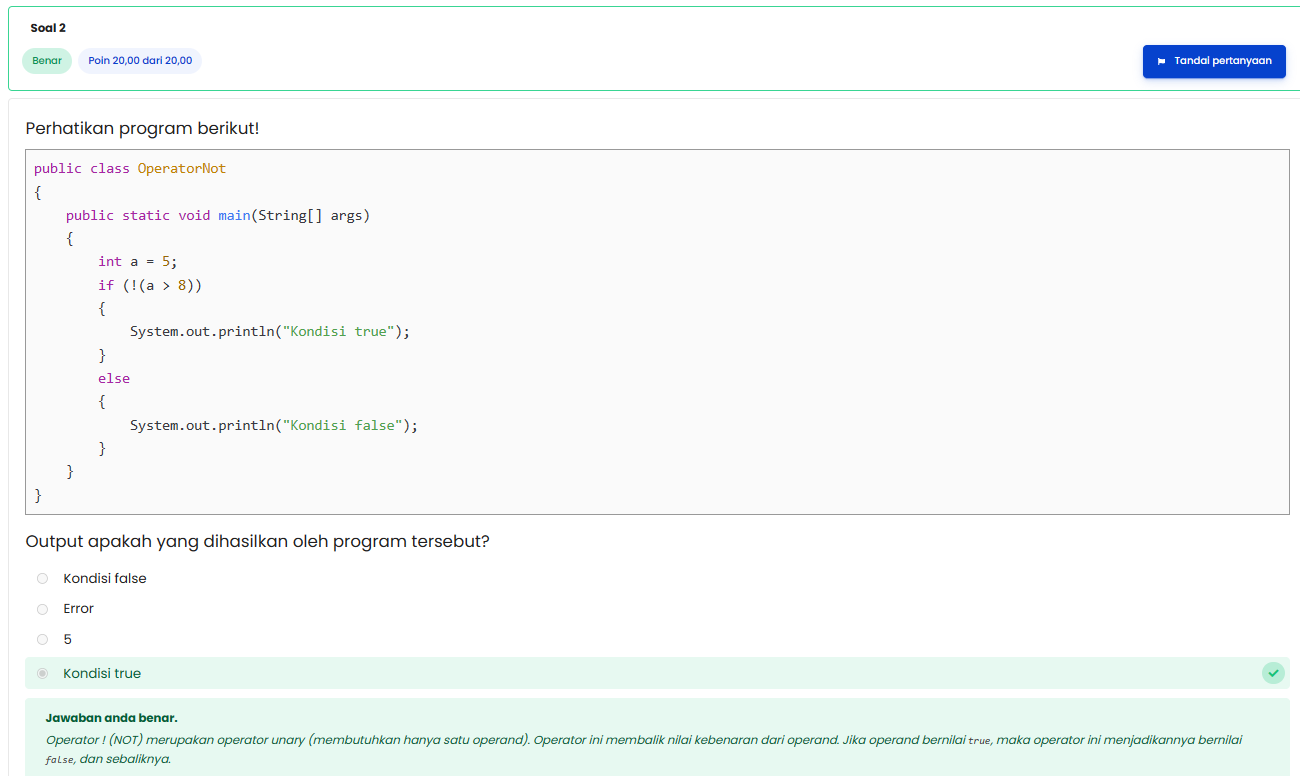 Soal 2
Benar
Poin 20,00 dari 20,00
Tandai pertanyaan
Perhatikan program berikut!
public class OperatorNot
{
    public static void main(String[] args)
    {
        int a = 5;
        if (!(a > 8))
        {
            System.out.println("Kondisi true");
        }
        else
        {
            System.out.println("Kondisi false");
        }
    }
}
Output apakah yang dihasilkan oleh program tersebut?
Kondisi false
Error
5
Kondisi true
Jawaban anda benar.
Operator ! (NOT) merupakan operator unary (membutuhkan hanya satu operand). Operator ini membalik nilai kebenaran dari operand. Jika operand bernilai true, maka operator ini menjadikannya bernilai
false, dan sebaliknya.